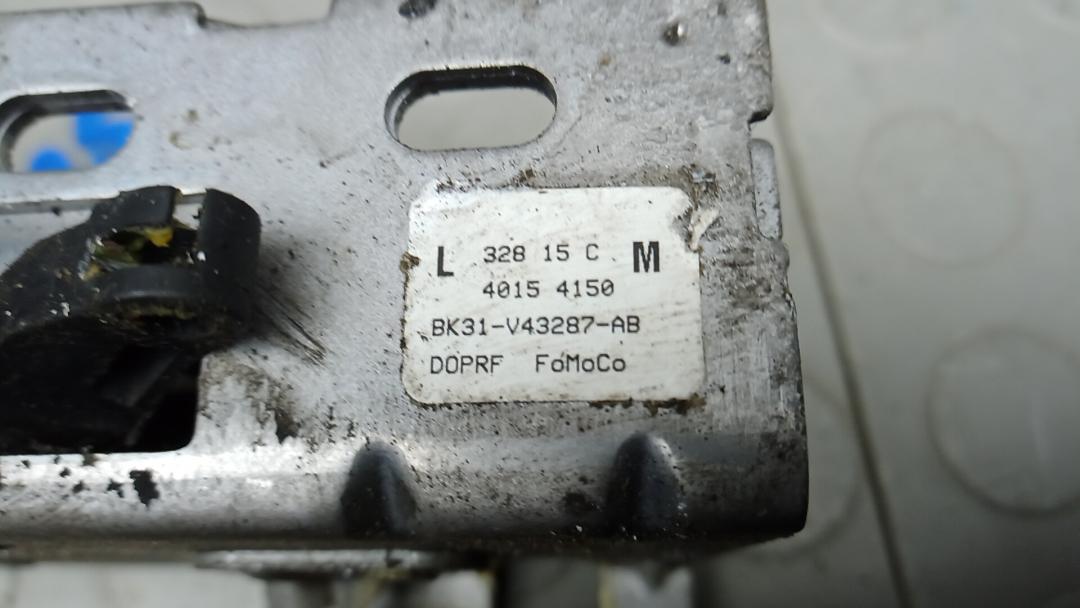 L 328 15 C M
4015 4150
BK31-V43287-AB
DOPRF FoMoCo